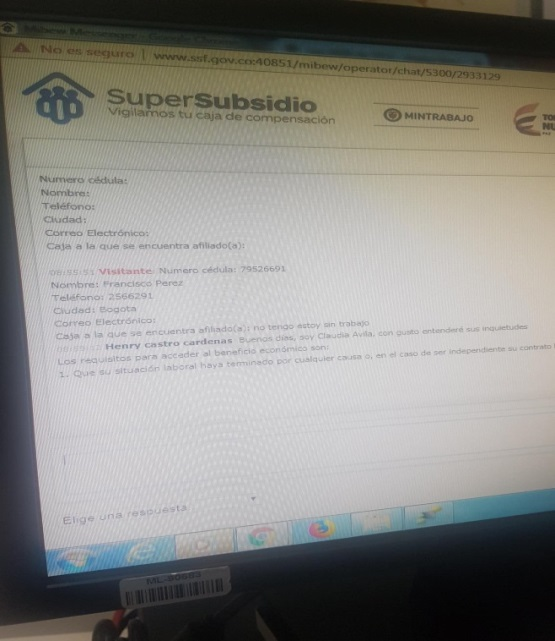 Mibew Messenger - Google Chrome
No es seguro | www.ssf.gov.co:40851/mibew/operator/chat/5300/2933129
SuperSubsidio
Vigilamos tu caja de compensación
MINTRABAJO
Numero cédula:
Nombre:
Teléfono:
Ciudad:
Correo Electrónico:
Caja a la que se encuentra afiliado(a):
Visitante: Numero cédula: 79526691
Nombre: Francisco Perez
Teléfono: 2566291
Ciudad: Bogota
Correo Electrónico:
Caja a la que se encuentra afiliado(a): no tengo estoy sin trabajo
Henry castro cardenas: Buenos días, soy Claudia Avila, con gusto entenderé sus inquietudes
Los requisitos para acceder al beneficio económico son:
1. Que su situación laboral haya terminado por cualquier causa o, en el caso de ser independiente su contrato
Elige una respuesta